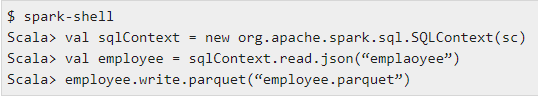 $ spark-shell
Scala> val sqlContext = new org.apache.spark.sql.SQLContext(sc)
Scala> val employee = sqlContext.read.json(“emplaoyee”)
Scala> employee.write.parquet(“employee.parquet”)